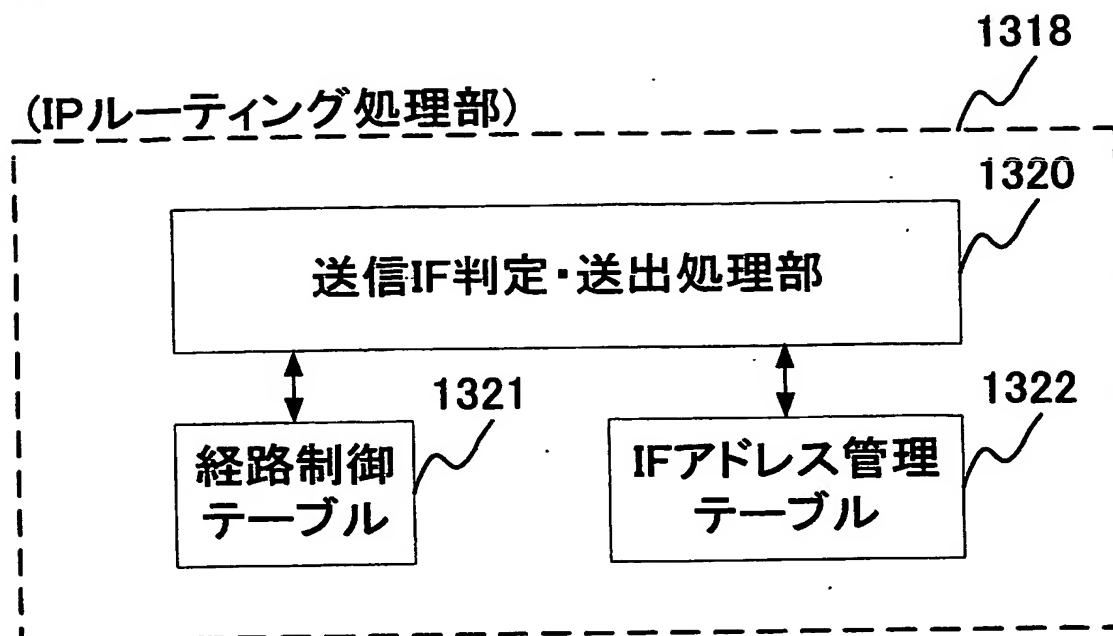 1318
(IPルーティング処理部)
1320
送信IF判定・送出処理部
1321
1322
経路制御
テーブル
IFアドレス管理
テーブル